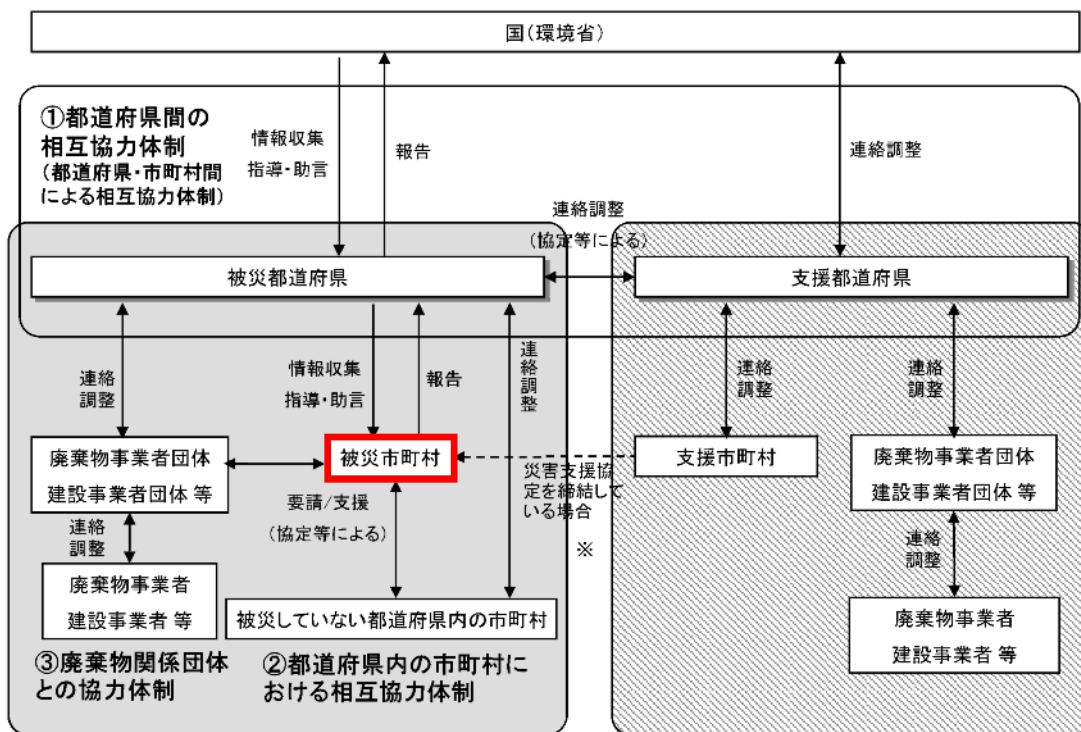 国(環境省)
①都道府県間の
相互協力体制
(都道府県・市町村間
による相互協力体制)
情報収集
指導・助言
報告
連絡調整
連絡調整
(協定等による)
被災都道府県
支援都道府県
連絡
調整
情報収集
指導・助言
報告
連絡調整
連絡
調整
連絡
調整
廃棄物事業者団体
建設事業者団体 等
被災市町村
災害支援協
定を締結して
いる場合
※
支援市町村
廃棄物事業者団体
建設事業者団体 等
要請/支援
(協定等による)
連絡
調整
連絡
調整
廃棄物事業者
建設事業者 等
被災していない都道府県内の市町村
廃棄物事業者
建設事業者 等
③廃棄物関係団体
との協力体制
②都道府県内の市町村に
おける相互協力体制